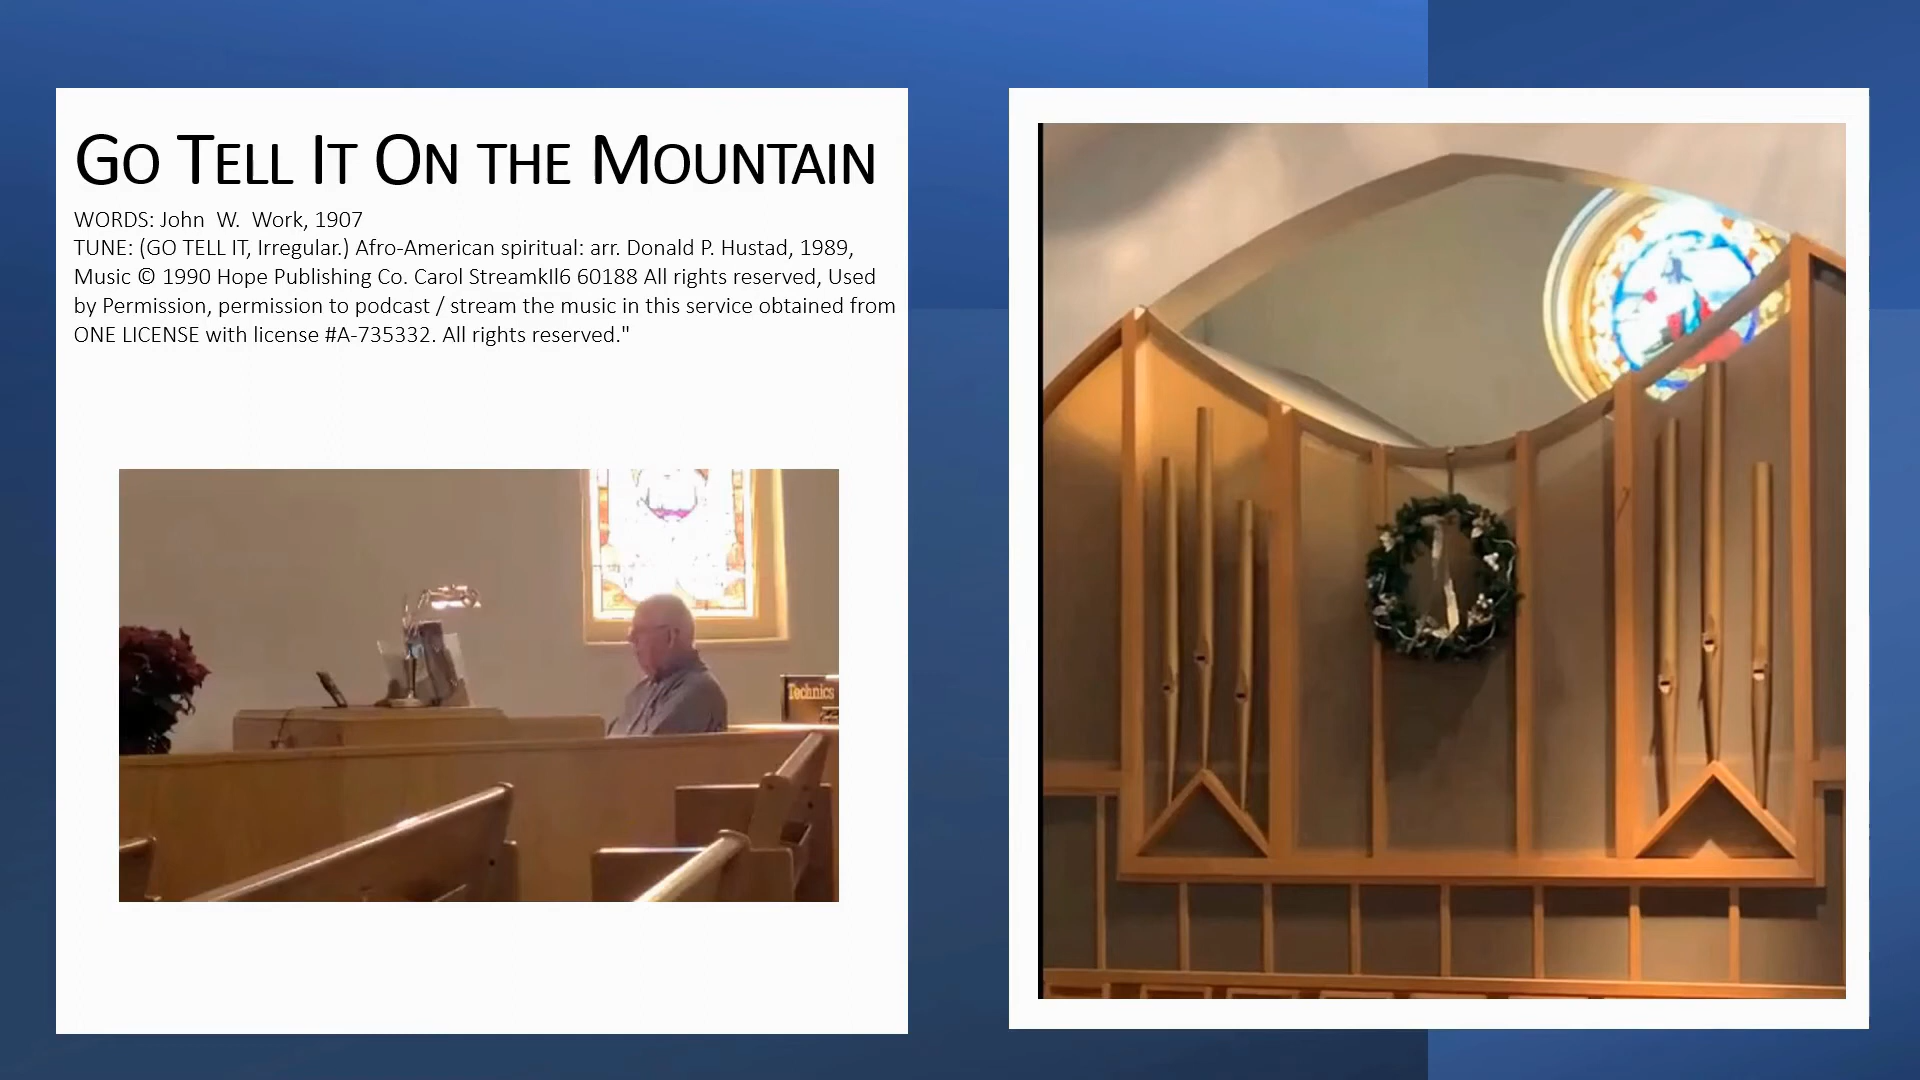 GO TELL IT ON THE MOUNTAIN
WORDS: John W. Work, 1907
TUNE: (GO TELL IT, Irregular.) Afro-American spiritual: arr. Donald P. Hustad, 1989,
Music © 1990 Hope Publishing Co. Carol StreamkIl6 60188 All rights reserved, Used
by Permission, permission to podcast / stream the music in this service obtained from
ONE LICENSE with license #A-735332. All rights reserved."
Technics